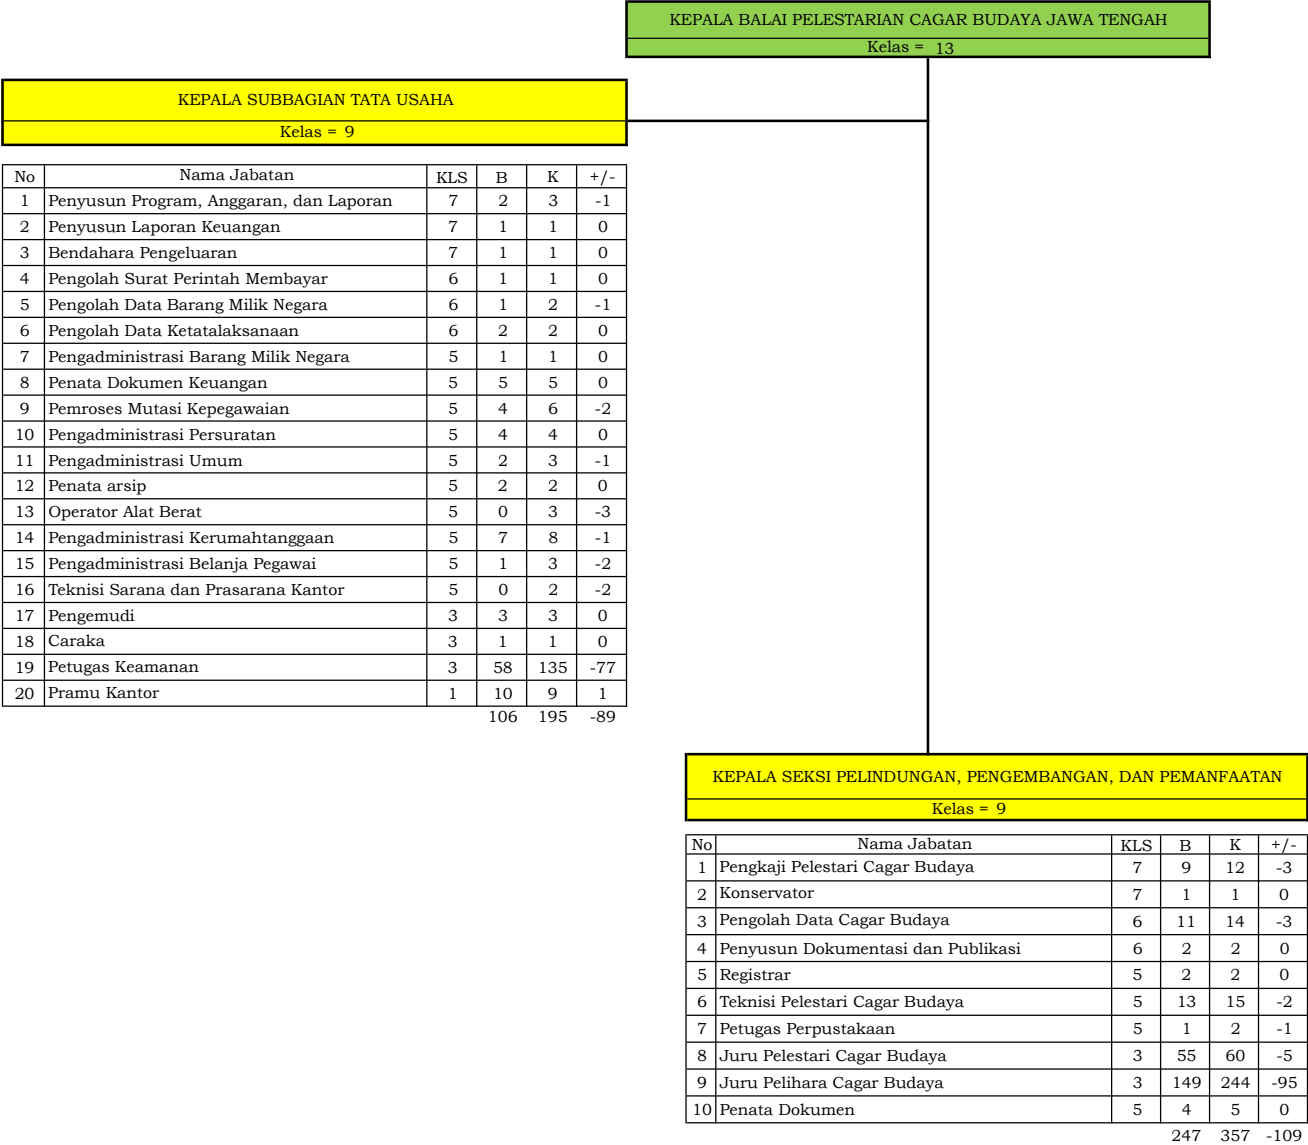 KEPALA BALAI PELESTARIAN CAGAR BUDAYA JAWA TENGAH
Kelas = 13
KEPALA SUBBAGIAN TATA USAHA
Kelas = 9
No Nama Jabatan KLS B K +/-
1 Penyusun Program, Anggaran, dan Laporan 7 2 3 -1
2 Penyusun Laporan Keuangan 7 1 1 0
3 Bendahara Pengeluaran 7 1 1 0
4 Pengolah Surat Perintah Membayar 6 1 1 0
5 Pengolah Data Barang Milik Negara 6 1 2 -1
6 Pengolah Data Ketatalaksanaan 6 2 2 0
7 Pengadministrasi Barang Milik Negara 5 1 1 0
8 Penata Dokumen Keuangan 5 5 5 0
9 Pemroses Mutasi Kepegawaian 5 4 6 -2
10 Pengadministrasi Persuratan 5 4 4 0
11 Pengadministrasi Umum 5 2 3 -1
12 Penata arsip 5 2 2 0
13 Operator Alat Berat 5 0 3 -3
14 Pengadministrasi Kerumahtanggaan 5 7 8 -1
15 Pengadministrasi Belanja Pegawai 5 1 3 -2
16 Teknisi Sarana dan Prasarana Kantor 5 0 2 -2
17 Pengemudi 3 3 3 0
18 Caraka 3 1 1 0
19 Petugas Keamanan 3 58 135 -77
20 Pramu Kantor 1 10 9 1
106 195 -89
KEPALA SEKSI PELINDUNGAN, PENGEMBANGAN, DAN PEMANFAATAN
Kelas = 9
No Nama Jabatan KLS B K +/-
1 Pengkaji Pelestari Cagar Budaya 7 9 12 -3
2 Konservator 7 1 1 0
3 Pengolah Data Cagar Budaya 6 11 14 -3
4 Penyusun Dokumentasi dan Publikasi 6 2 2 0
5 Registrar 5 2 2 0
6 Teknisi Pelestari Cagar Budaya 5 13 15 -2
7 Petugas Perpustakaan 5 1 2 -1
8 Juru Pelestari Cagar Budaya 3 55 60 -5
9 Juru Pelihara Cagar Budaya 3 149 244 -95
10 Penata Dokumen 5 4 5 0
247 357 -109